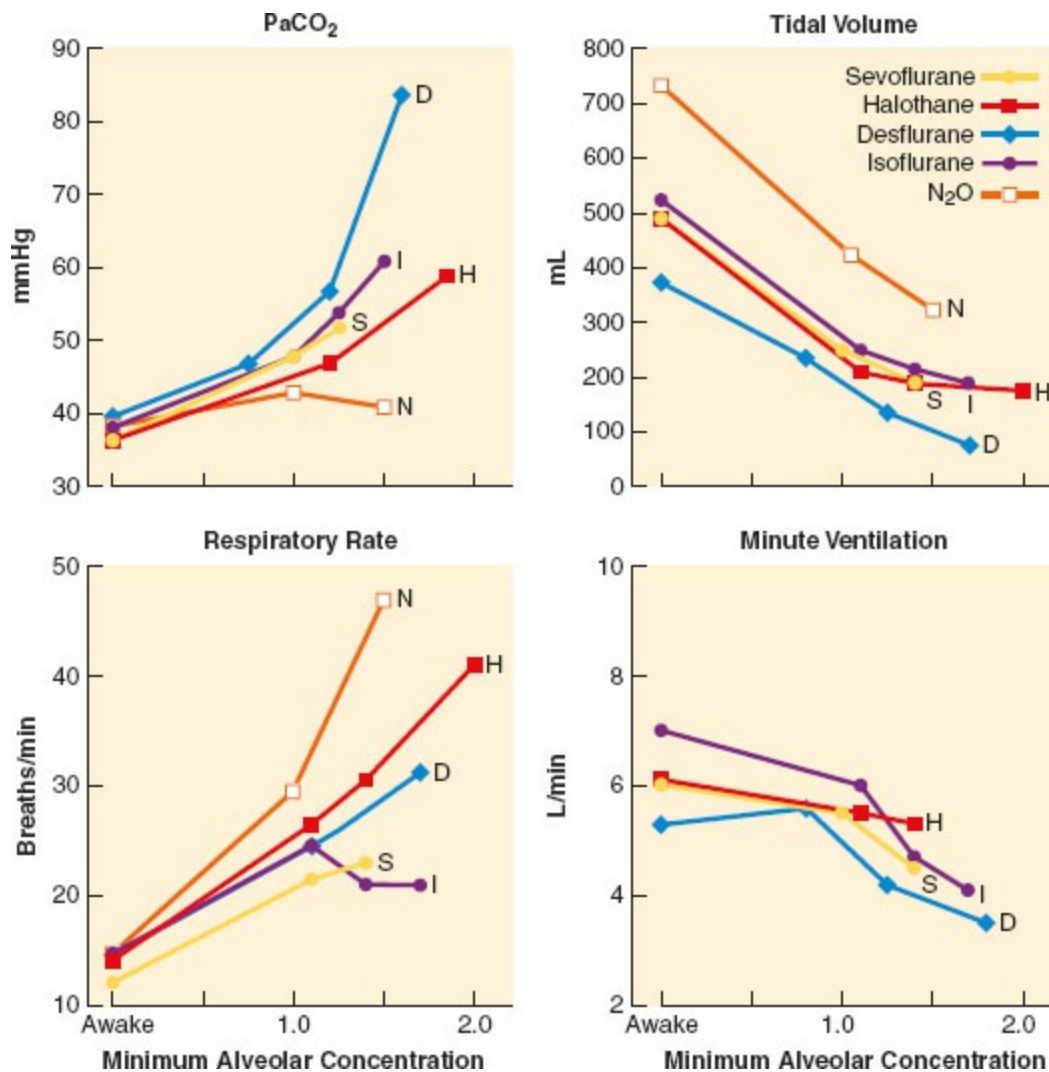 PaCO₂
90
80
70
60
50
40
30
mmHg
D
I
H
S
N
Tidal Volume
800
700
600
500
400
300
200
100
0
mL
Sevoflurane
Halothane
Desflurane
Isoflurane
N₂O
N
S
I
H
D
Respiratory Rate
50
40
30
20
10
Breaths/min
N
H
D
S
I
Awake
1.0
2.0
Minimum Alveolar Concentration
Minute Ventilation
10
8
6
4
2
L/min
H
S
I
D
Awake
1.0
2.0
Minimum Alveolar Concentration